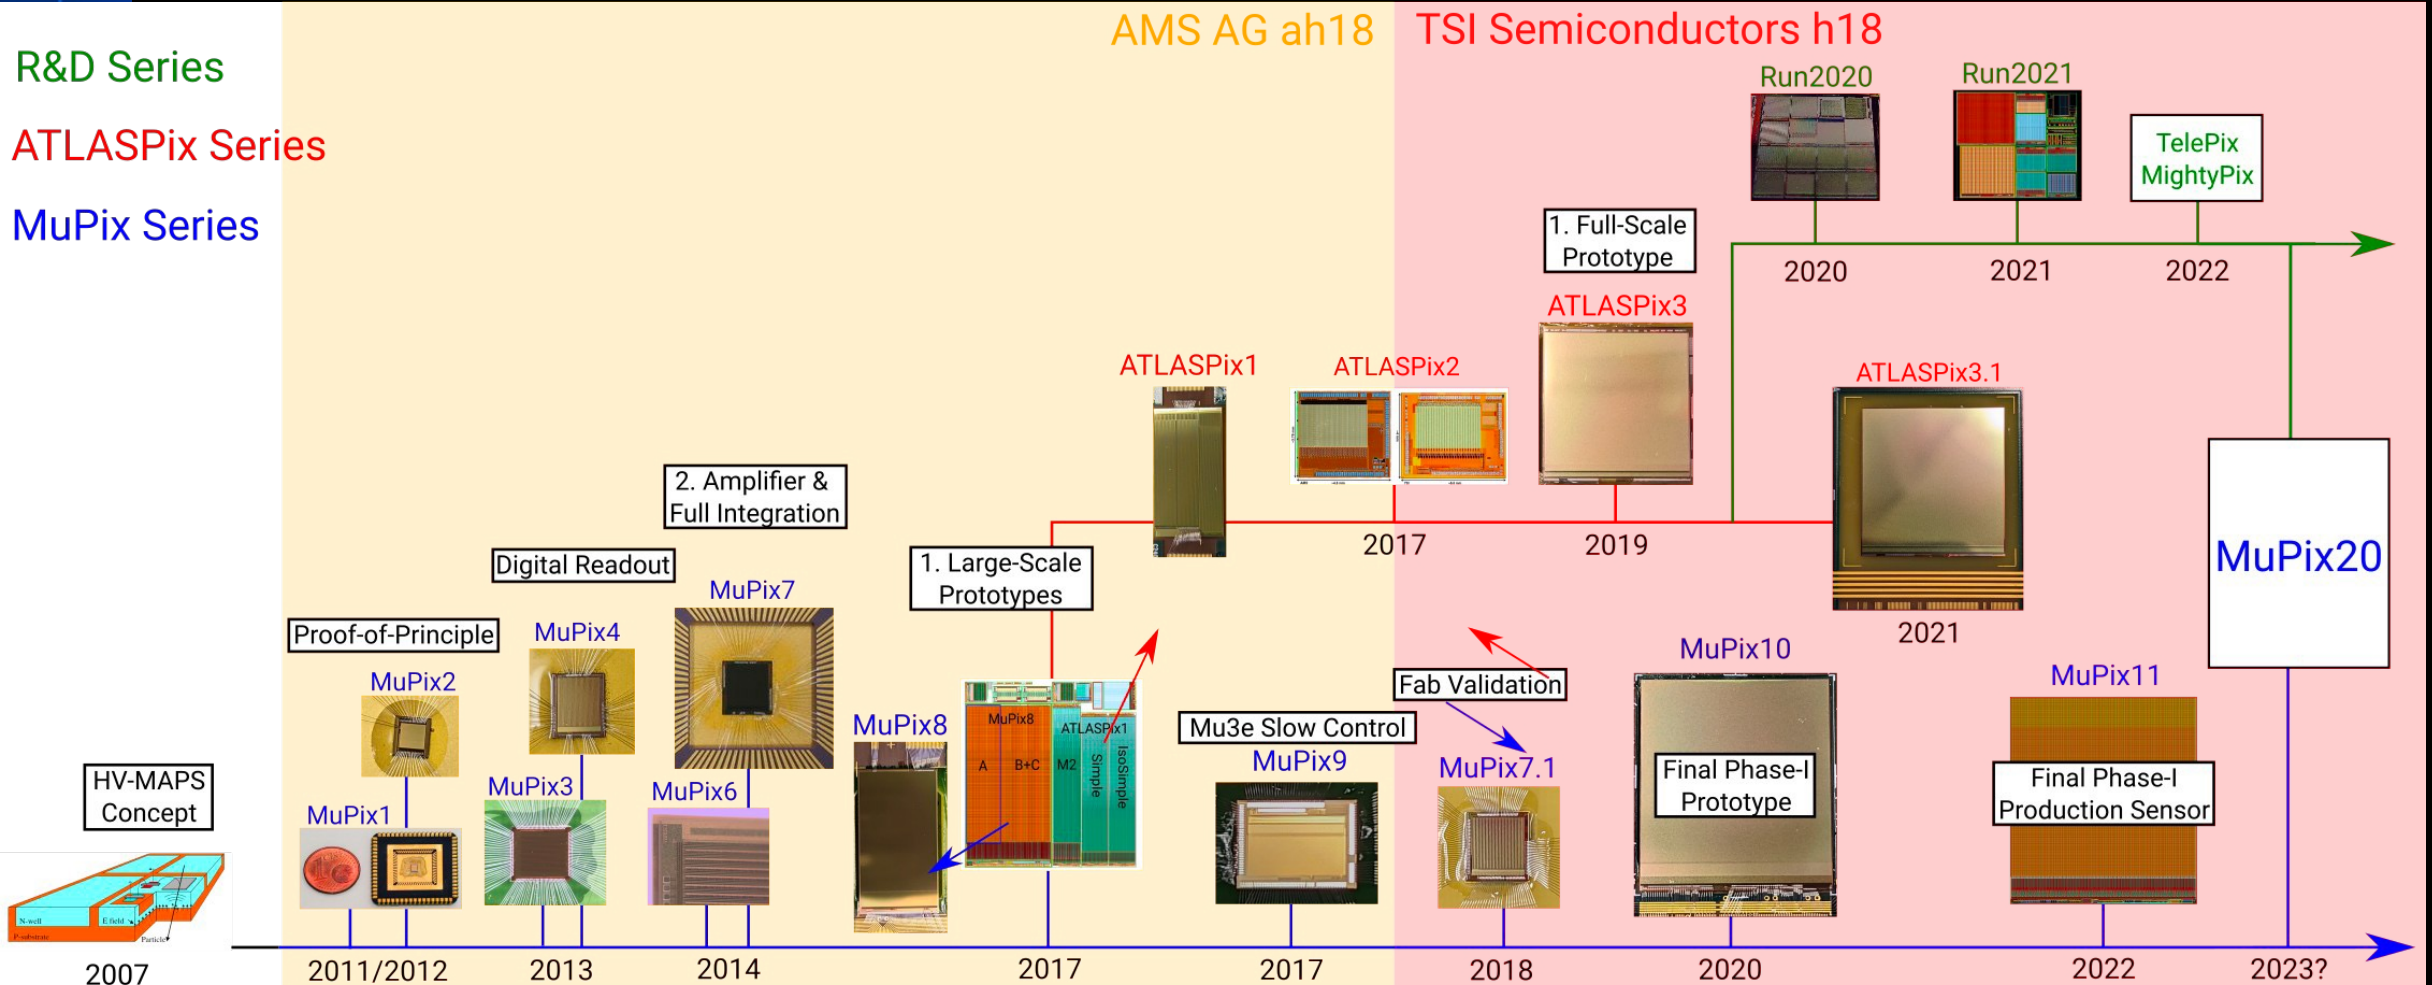 AMS AG ah18
TSI Semiconductors h18
R&D Series
ATLASPix Series
MuPix Series
Run2020
Run2021
TelePix
MightyPix
2020
2021
2022
1. Full-Scale
Prototype
ATLASPix1
ATLASPix2
ATLASPix3
ATLASPix3.1
2017
2019
2021
MuPix20
HV-MAPS
Concept
N-well
E field
P-substrate
Particle
Proof-of-Principle
MuPix2
MuPix1
Digital Readout
MuPix4
MuPix3
2. Amplifier &
Full Integration
MuPix7
MuPix6
1. Large-Scale
Prototypes
MuPix8
MuPix8
A
B+C
ATLASPix1
M2
Simple
IsoSimple
Mu3e Slow Control
MuPix9
Fab Validation
MuPix7.1
MuPix10
Final Phase-I
Prototype
MuPix11
Final Phase-I
Production Sensor
2007
2011/2012
2013
2014
2017
2017
2018
2020
2022
2023?